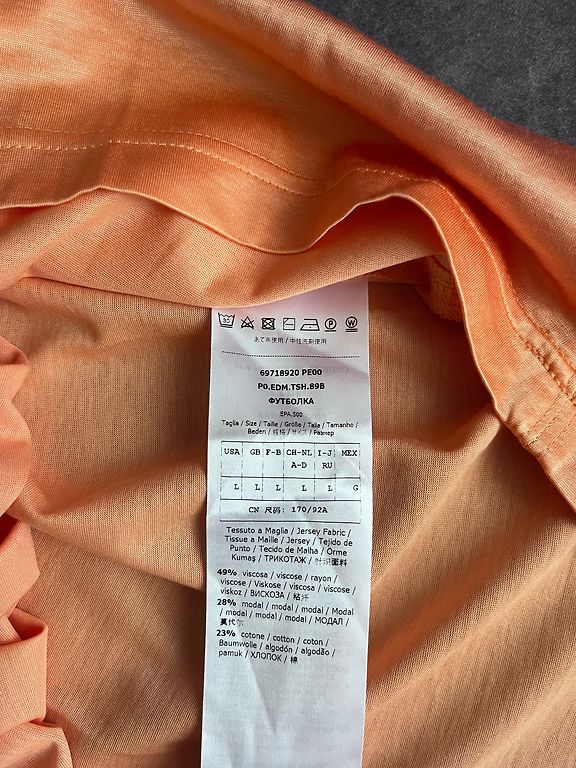 30 P W
あて布使用 / 中性洗剤使用
69718920 PE00
P0.EDM.TSH.89B
ФУТБОЛКА
EPA.500
Taglia / Size / Taille / Größe / Talla / Tamanho /
Beden / 规格 / サイズ / Размер
USA GB F-B CH-NL I-J MEX
A-D RU
L L L L L G
CN 尺码: 170/92A
Tessuto a Maglia / Jersey Fabric /
Tissue a Maille / Jersey / Tejido de
Punto / Tecido de Malha / Orme
Kumaş / ТРИКОТАЖ / 针织面料
49% viscosa / viscose / rayon /
viscose / Viskose / viscosa / viscose /
viskoz / ВИСКОЗА / 粘纤
28% modal / modal / modal / Modal
/ modal / modal / modal / МОДАЛ /
莫代尔
23% cotone / cotton / coton /
Baumwolle / algodón / algodão /
pamuk / ХЛОПОК / 棉